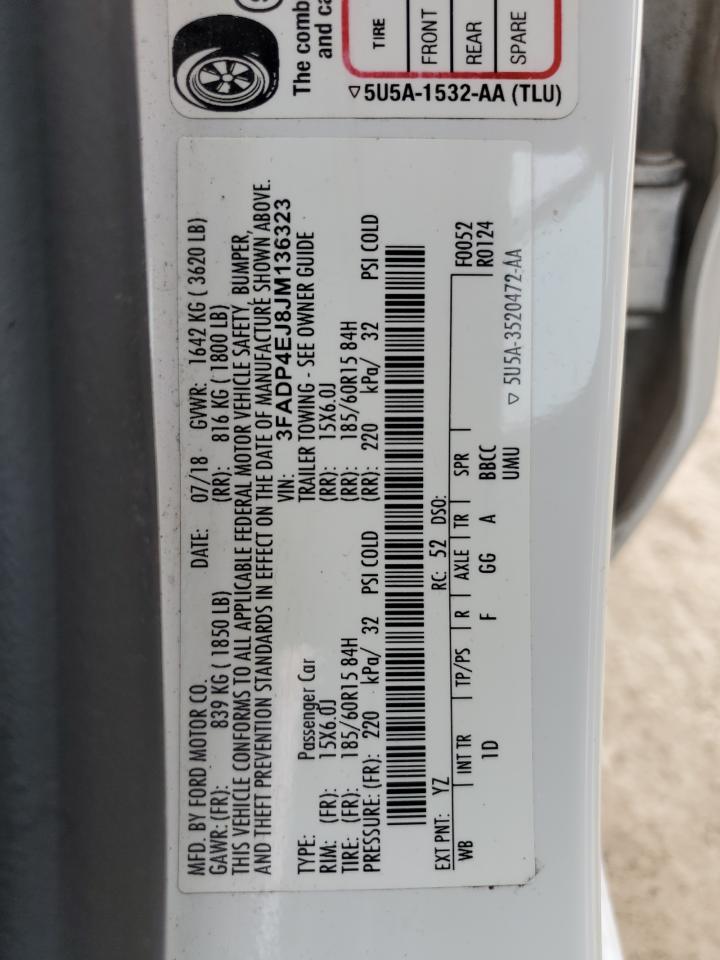 The comb
and ca
TIRE
FRONT
REAR
SPARE
5U5A-1532-AA (TLU)
MFD. BY FORD MOTOR CO. DATE: 07/18 GVWR: 1642 KG ( 3620 LB)
GAWR: (FR): 839 KG ( 1850 LB) (RR): 816 KG ( 1800 LB)
THIS VEHICLE CONFORMS TO ALL APPLICABLE FEDERAL MOTOR VEHICLE SAFETY, BUMPER,
AND THEFT PREVENTION STANDARDS IN EFFECT ON THE DATE OF MANUFACTURE SHOWN ABOVE.
VIN: 3FADP4EJ8JM136323
TYPE: Passenger Car TRAILER TOWING - SEE OWNER GUIDE
RIM: (FR): 15X6.0J (RR): 15X6.0J
TIRE: (FR): 185/60R15 84H (RR): 185/60R15 84H
PRESSURE: (FR): 220 kPa/ 32 PSI COLD (RR): 220 kPa/ 32 PSI COLD
EXT PNT: YZ RC: 52 DSO: F0052
WB INT TR TP/PS R AXLE TR SPR R0124
1D F GG A BBCC
UMU
5U5A-3520472-AA